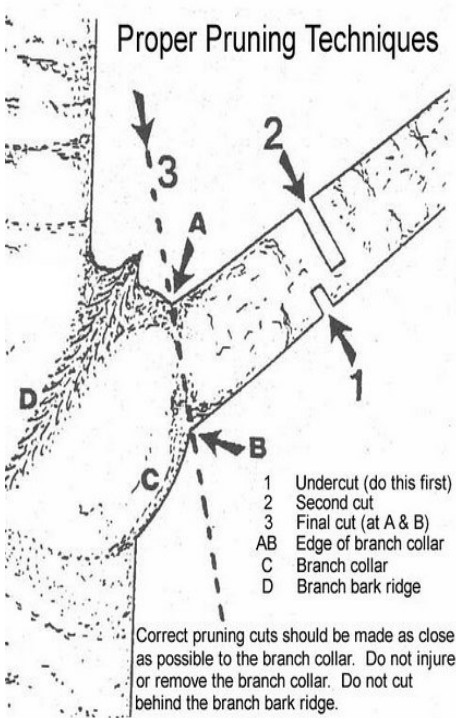 Proper Pruning Techniques
2
3
A
D
1
B
C
1 Undercut (do this first)
2 Second cut
3 Final cut (at A & B)
AB Edge of branch collar
C Branch collar
D Branch bark ridge
Correct pruning cuts should be made as close
as possible to the branch collar. Do not injure
or remove the branch collar. Do not cut
behind the branch bark ridge.